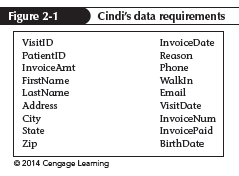 Figure 2-1 Cindi's data requirements
VisitID
PatientID
InvoiceAmt
FirstName
LastName
Address
City
State
Zip
InvoiceDate
Reason
Phone
WalkIn
Email
VisitDate
InvoiceNum
InvoicePaid
BirthDate
© 2014 Cengage Learning